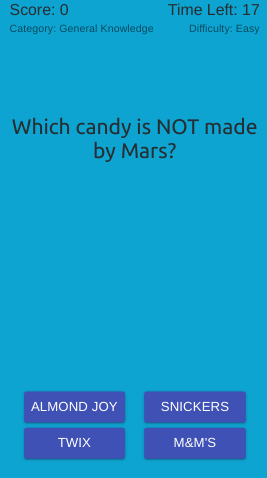 Score: 0 Time Left: 17
Category: General Knowledge Difficulty: Easy
Which candy is NOT made
by Mars?
ALMOND JOY SNICKERS
TWIX M&M'S